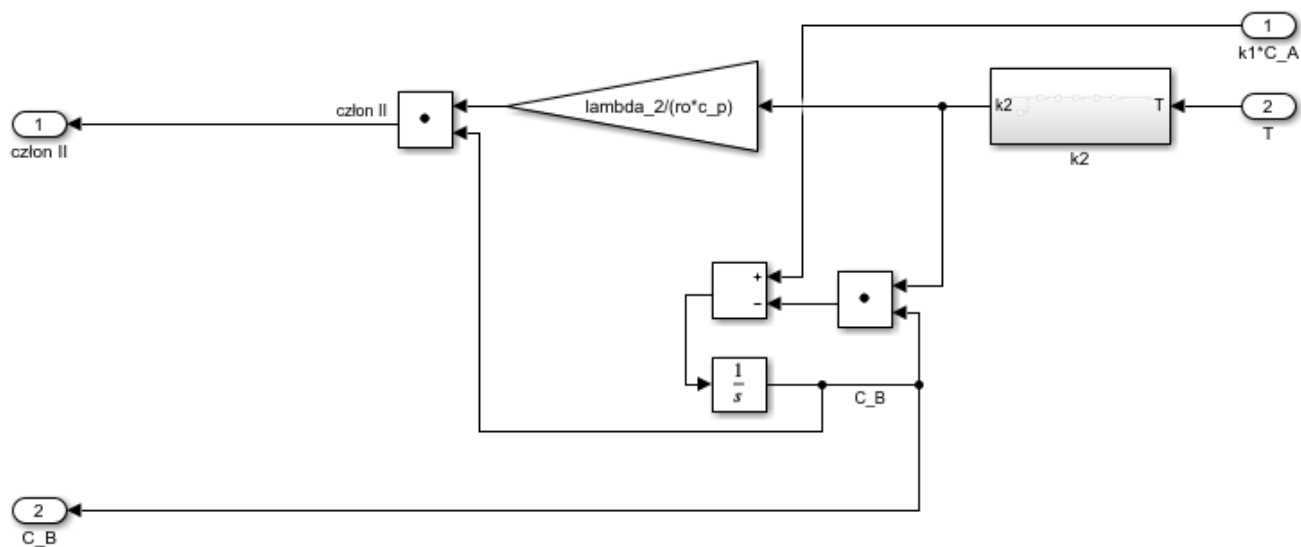 1
k1*C_A
lambda_2/(ro*c_p)
k2
T
2
T
k2
człon II
1
człon II
+
−
1
s
C_B
2
C_B